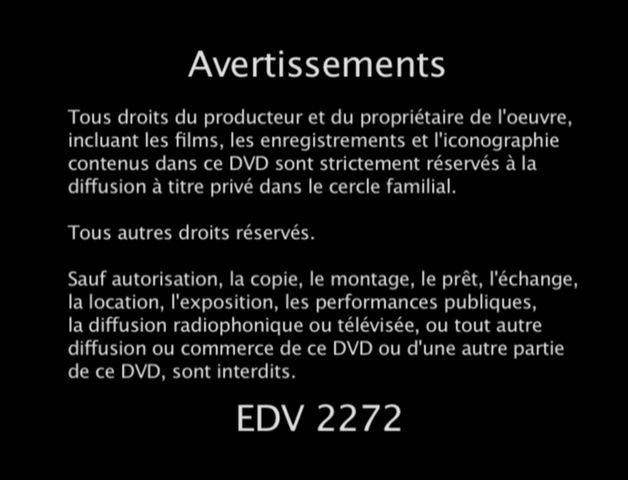 Avertissements
Tous droits du producteur et du propriétaire de l'oeuvre,
incluant les films, les enregistrements et l'iconographie
contenus dans ce DVD sont strictement réservés à la
diffusion à titre privé dans le cercle familial.
Tous autres droits réservés.
Sauf autorisation, la copie, le montage, le prêt, l'échange,
la location, l'exposition, les performances publiques,
la diffusion radiophonique ou télévisée, ou tout autre
diffusion ou commerce de ce DVD ou d'une autre partie
de ce DVD, sont interdits.
EDV 2272